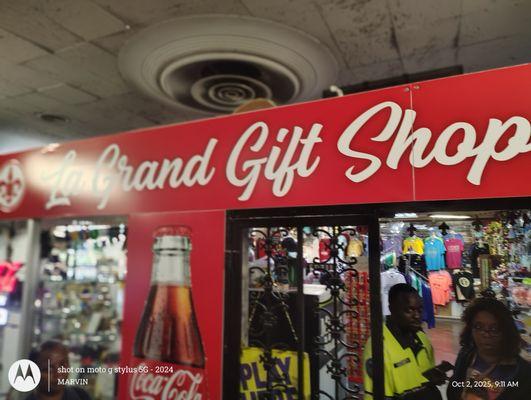 La Grand Gift Shop
Coca-Cola
PLAY
HERE
shot on moto g stylus 5G - 2024
MARVIN
Oct 2, 2025, 9:11 AM